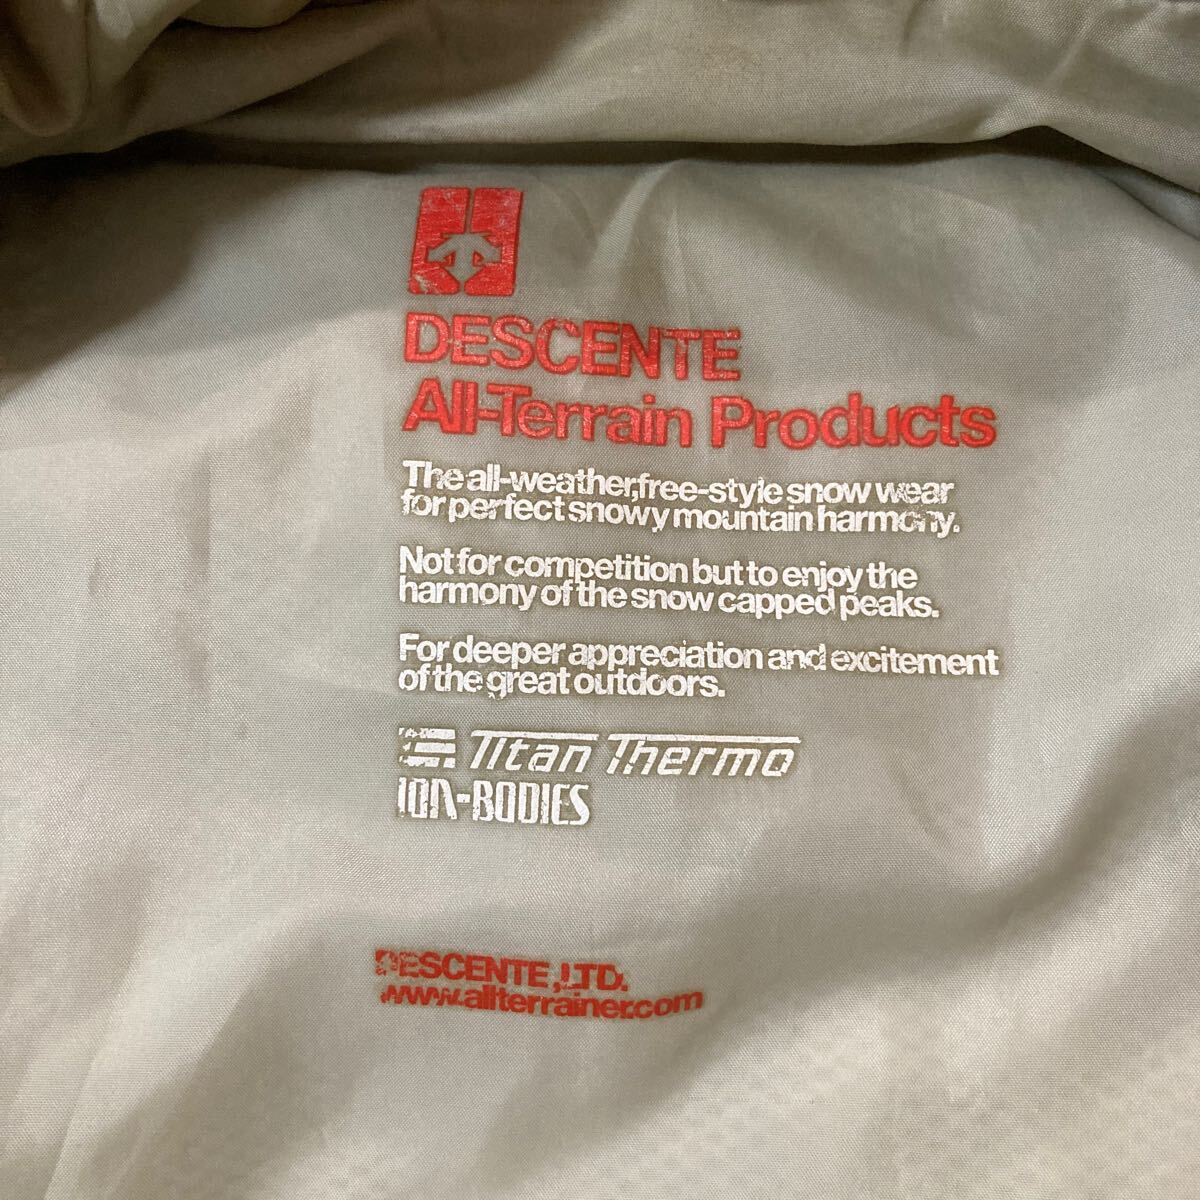 DESCENTE
All-Terrain Products
The all-weather,free-style snow wear
for perfect snowy mountain harmony.
Not for competition but to enjoy the
harmony of the snow capped peaks.
For deeper appreciation and excitement
of the great outdoors.
Titan Thermo
ION-BODIES
DESCENTE,LTD.
www.allterrainer.com